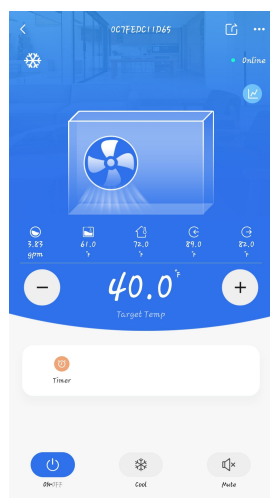 0C7FEDC11D65
Online
3.83 61.0 72.0 89.0 82.0
gpm °F °F °F °F
40.0 °F
Target Temp
Timer
ON-OFF Cool Mute